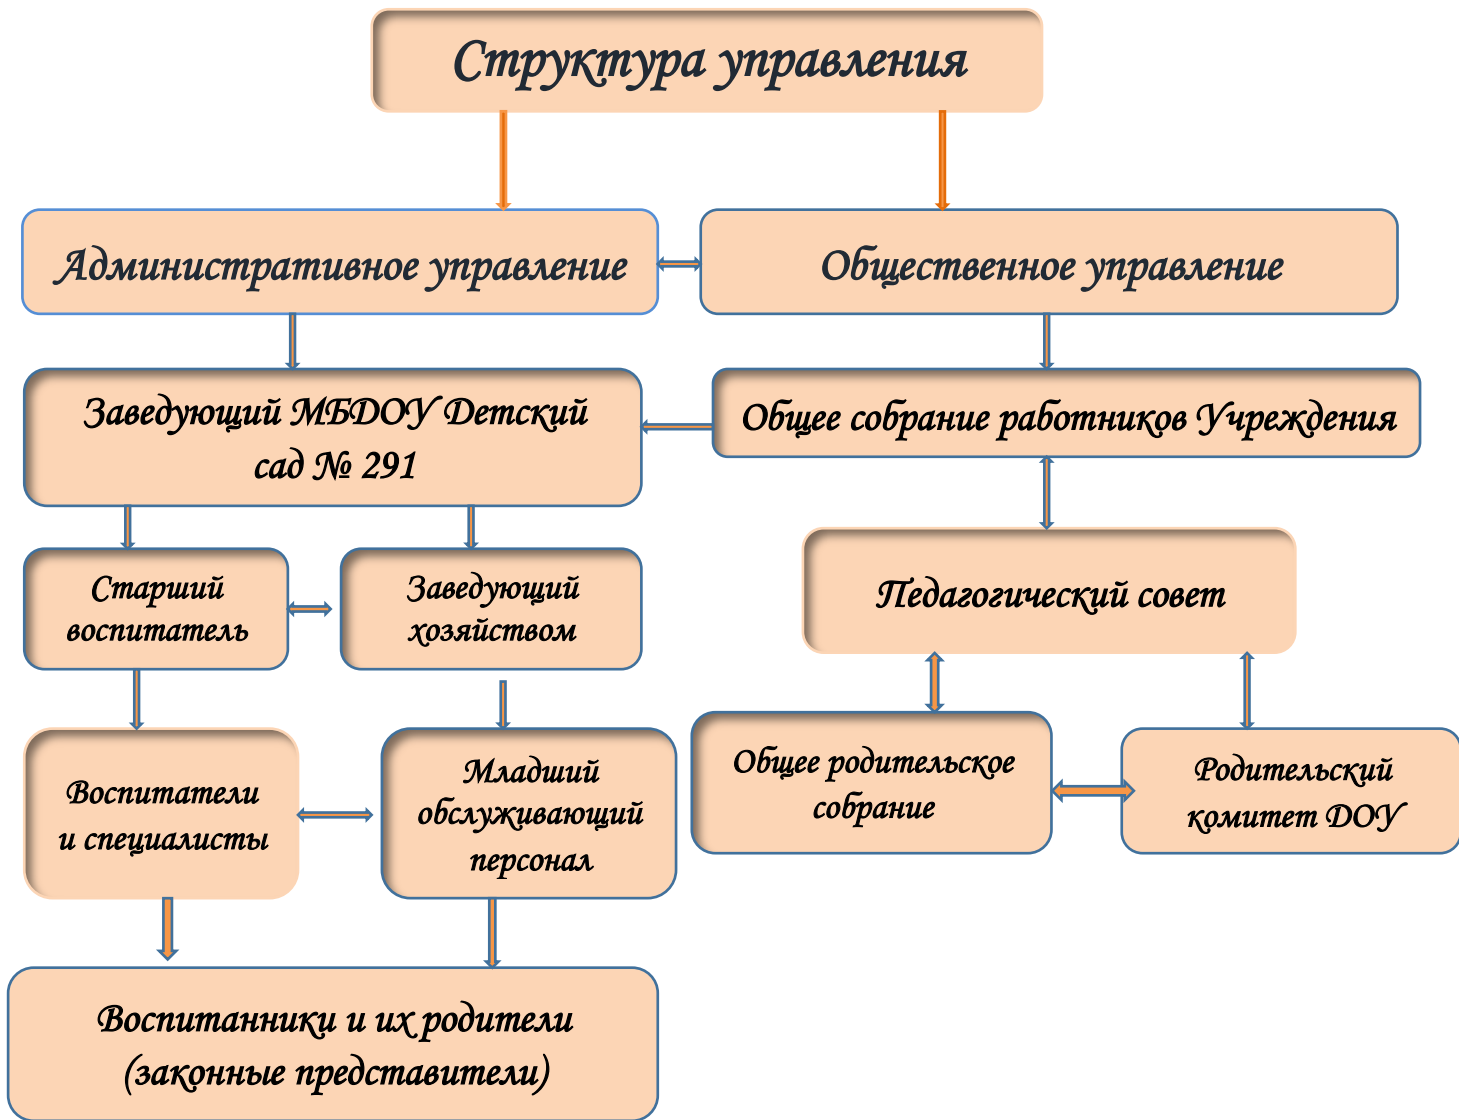 Структура управления
Административное управление
Общественное управление
Заведующий МБДОУ Детский
сад № 291
Общее собрание работников Учреждения
Старший
воспитатель
Заведующий
хозяйством
Педагогический совет
Воспитатели
и специалисты
Младший
обслуживающий
персонал
Общее родительское
собрание
Родительский
комитет ДОУ
Воспитанники и их родители
(законные представители)